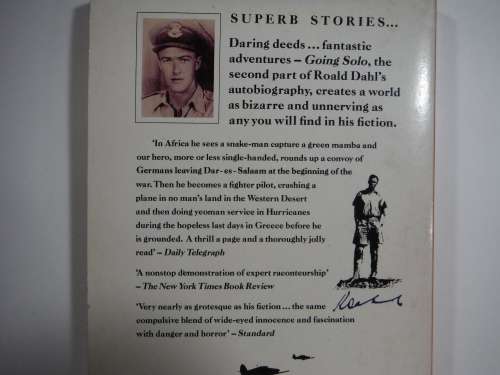 SUPERB STORIES...
Daring deeds ... fantastic
adventures – Going Solo, the
second part of Roald Dahl's
autobiography, creates a world
as bizarre and unnerving as
any you will find in his fiction.
'In Africa he sees a snake-man capture a green mamba and
our hero, more or less single-handed, rounds up a convoy of
Germans leaving Dar-es-Salaam at the beginning of the
war. Then he becomes a fighter pilot, crashing a
plane in no man's land in the Western Desert
and then doing yeoman service in Hurricanes
during the hopeless last days in Greece before he
is grounded. A thrill a page and a thoroughly jolly
read' – Daily Telegraph
'A nonstop demonstration of expert raconteurship'
– The New York Times Book Review
'Very nearly as grotesque as his fiction ... the same
compulsive blend of wide-eyed innocence and fascination
with danger and horror' – Standard